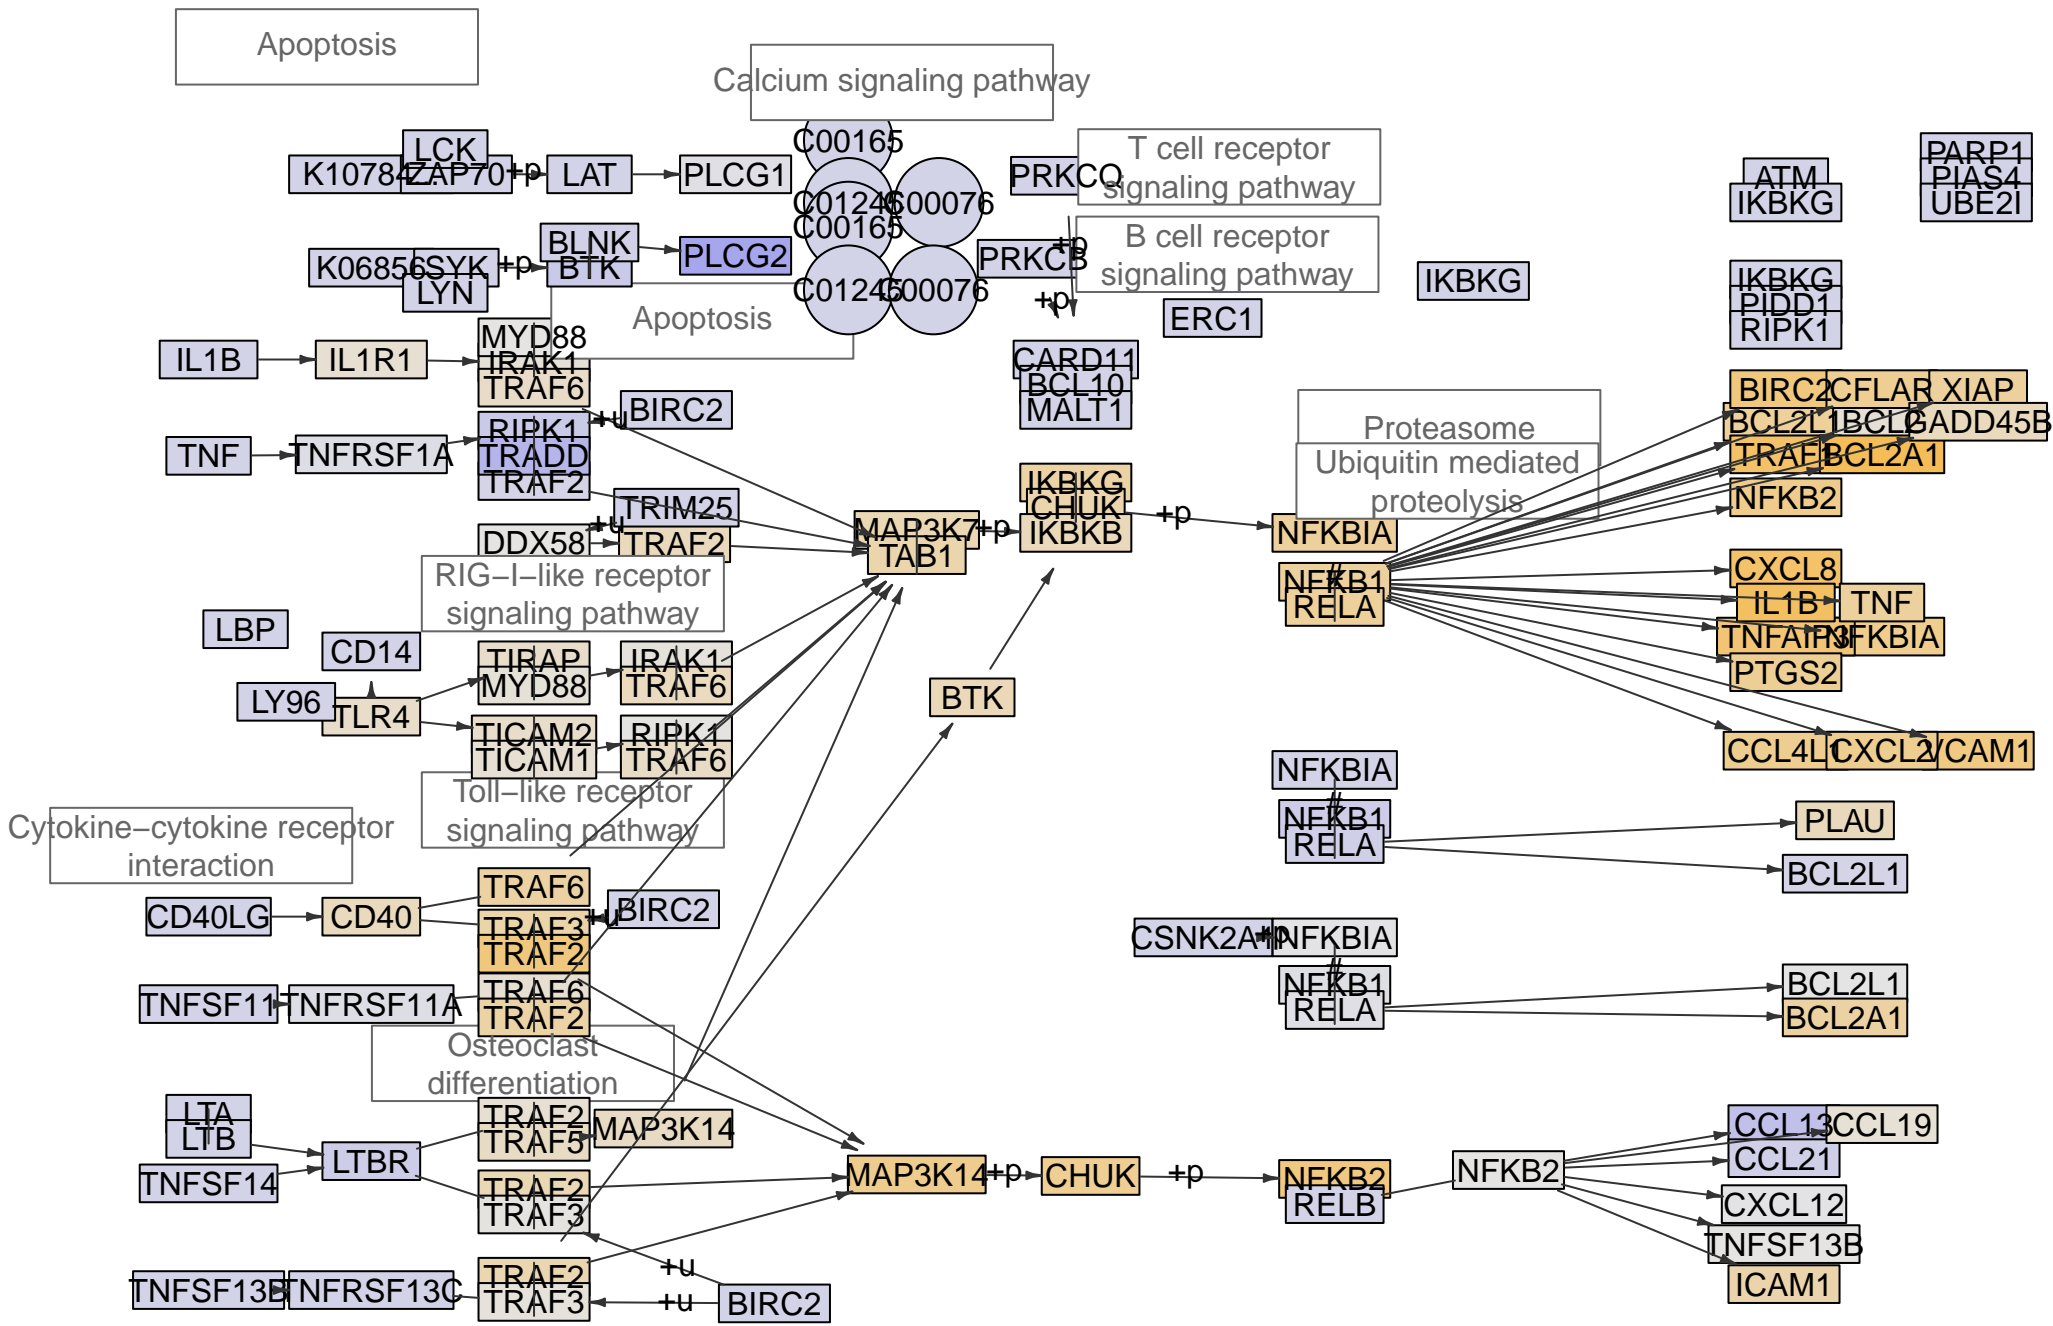 Apoptosis
Calcium signaling pathway
T cell receptor
signaling pathway
B cell receptor
signaling pathway
LCK
ZAP70
+p
LAT
PLCG1
C00165
C01245
C00076
C00165
C01245
C00076
PRKCQ
PRKCB
+p
+p
BLNK
PLCG2
SYK
+p
BTK
LYN
Apoptosis
ERC1
IKBKG
ATM
IKBKG
PARP1
PIAS4
UBE2I
IKBKG
PIDD1
RIPK1
IL1B
IL1R1
MYD88
IRAK1
TRAF6
CARD11
BCL10
MALT1
TNF
TNFRSF1A
RIPK1
TRADD
TRAF2
+u
BIRC2
TRIM25
+u
DDX58
TRAF2
RIG−I−like receptor
signaling pathway
MAP3K7
TAB1
+p
IKBKG
CHUK
IKBKB
+p
NFKBIA
NFKB1
RELA
Proteasome
Ubiquitin mediated
proteolysis
BIRC2
CFLAR
XIAP
BCL2L1
BCL2
GADD45B
TRAF1
BCL2A1
NFKB2
CXCL8
IL1B
TNF
TNFAIP3
NFKBIA
PTGS2
CCL4L1
CXCL2
VCAM1
LBP
CD14
LY96
TLR4
TIRAP
MYD88
IRAK1
TRAF6
TICAM2
TICAM1
RIPK1
TRAF6
BTK
Toll−like receptor
signaling pathway
Cytokine−cytokine receptor
interaction
NFKBIA
//
NFKB1
RELA
PLAU
BCL2L1
CD40LG
CD40
TRAF6
TRAF3
TRAF2
+u
BIRC2
CSNK2A1
+p
NFKBIA
//
NFKB1
RELA
BCL2L1
BCL2A1
TNFSF11
TNFRSF11A
TRAF6
TRAF2
Osteoclast
differentiation
LTA
LTB
TNFSF14
LTBR
TRAF2
TRAF5
MAP3K14
TRAF2
TRAF3
MAP3K14
+p
CHUK
+p
NFKB2
RELB
NFKB2
CCL13
CCL19
CCL21
CXCL12
TNFSF13B
ICAM1
TNFSF13B
TNFRSF13C
TRAF2
TRAF3
+u
+u
BIRC2